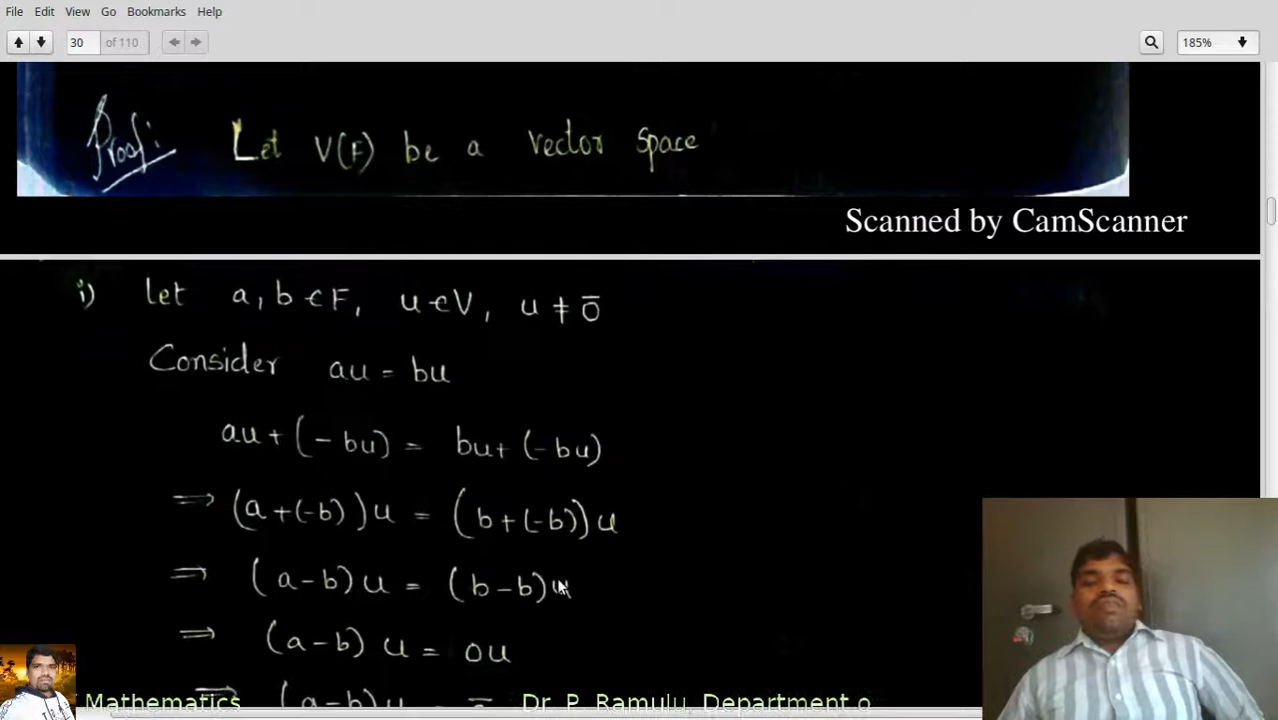 File Edit View Go Bookmarks Help
30 of 110 185%
Proof: Let V(F) be a vector space
Scanned by CamScanner
i) let a, b ∈ F, u ∈ V, u ≠ ō
Consider au = bu
au + (- bu) = bu + (- bu)
⇒ (a + (-b)) u = (b + (-b)) u
⇒ (a - b) u = (b - b) u
⇒ (a - b) u = 0u
⇒ (a - b) u
Mathematics Dr. P. Ramulu, Department o